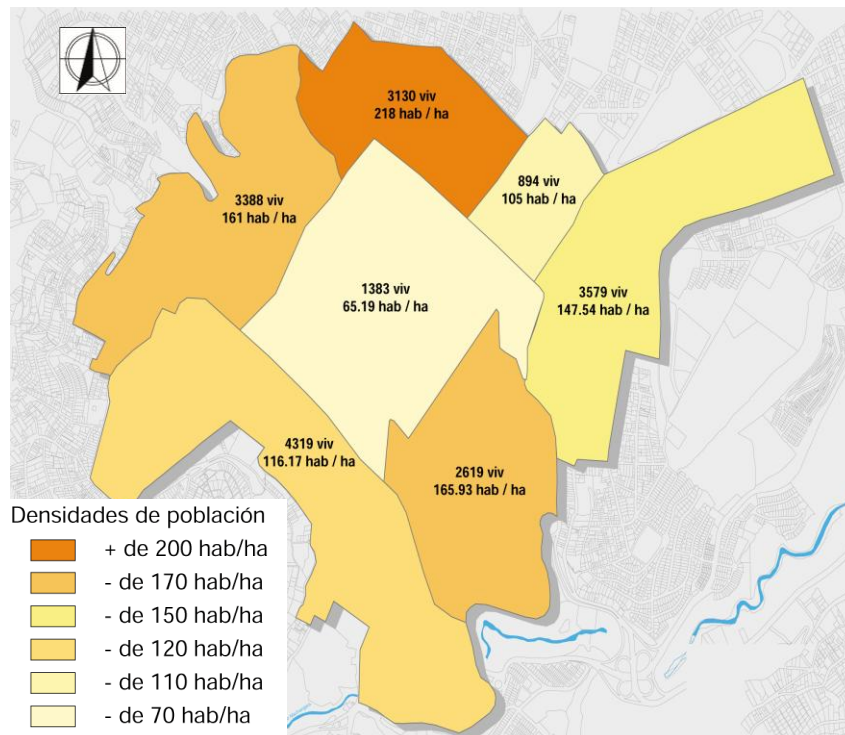 3130 viv
218 hab / ha
894 viv
105 hab / ha
3388 viv
161 hab / ha
1383 viv
65.19 hab / ha
3579 viv
147.54 hab / ha
4319 viv
116.17 hab / ha
2619 viv
165.93 hab / ha
Densidades de población
+ de 200 hab/ha
- de 170 hab/ha
- de 150 hab/ha
- de 120 hab/ha
- de 110 hab/ha
- de 70 hab/ha